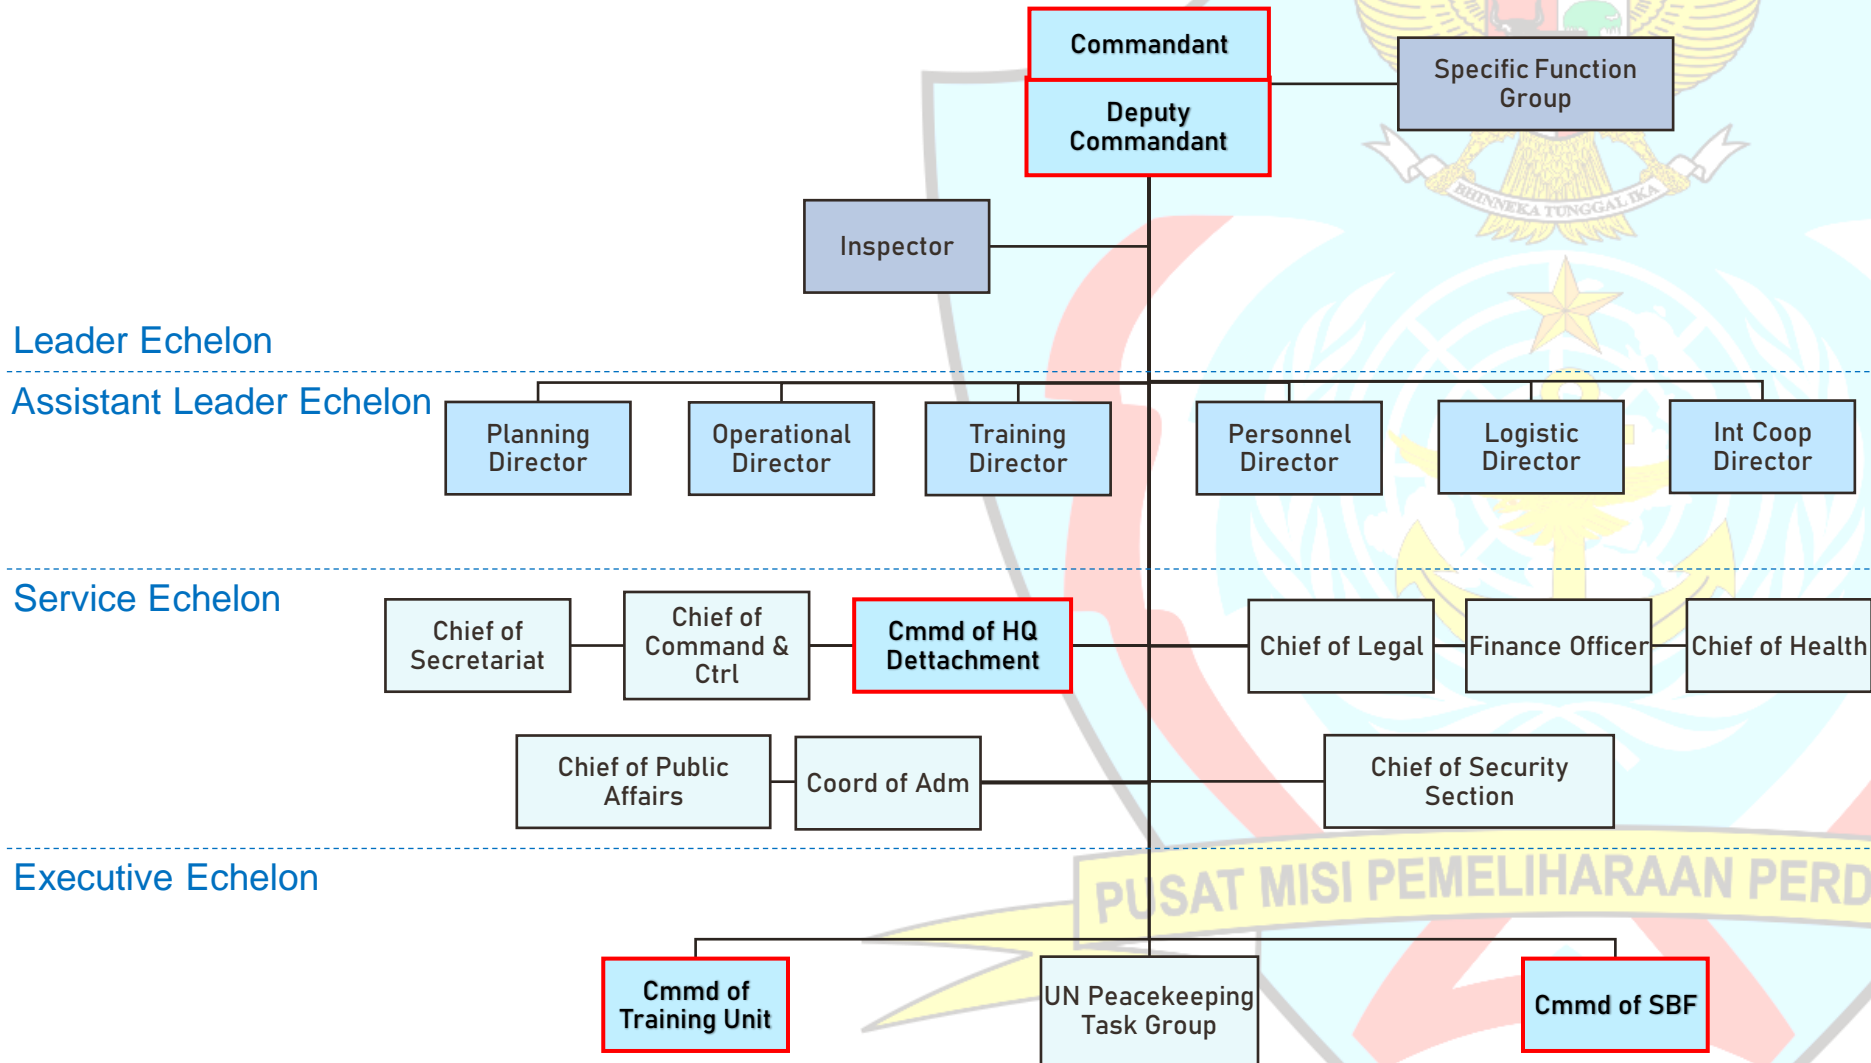 Commandant
Deputy
Commandant
Specific Function
Group
BHINNEKA TUNGGAL IKA
Inspector
Leader Echelon
Assistant Leader Echelon
Planning
Director
Operational
Director
Training
Director
Personnel
Director
Logistic
Director
Int Coop
Director
Service Echelon
Chief of
Secretariat
Chief of
Command &
Ctrl
Cmmd of HQ
Dettachment
Chief of Legal
Finance Officer
Chief of Health
Chief of Public
Affairs
Coord of Adm
Chief of Security
Section
Executive Echelon
PUSAT MISI PEMELIHARAAN PERD
Cmmd of
Training Unit
UN Peacekeeping
Task Group
Cmmd of SBF